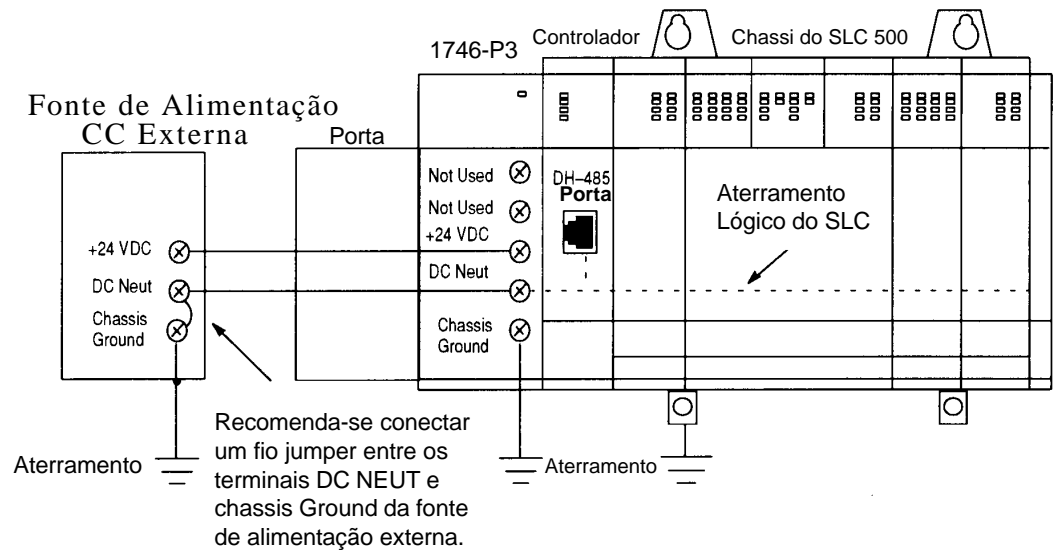 1746-P3
Controlador
Chassi do SLC 500
Fonte de Alimentação
CC Externa
Porta
Not Used
Not Used
+24 VDC
DC Neut
Chassis
Ground
DH–485
Porta
Aterramento
Lógico do SLC
+24 VDC
DC Neut
Chassis
Ground
Aterramento
Recomenda-se conectar
um fio jumper entre os
terminais DC NEUT e
chassis Ground da fonte
de alimentação externa.
Aterramento